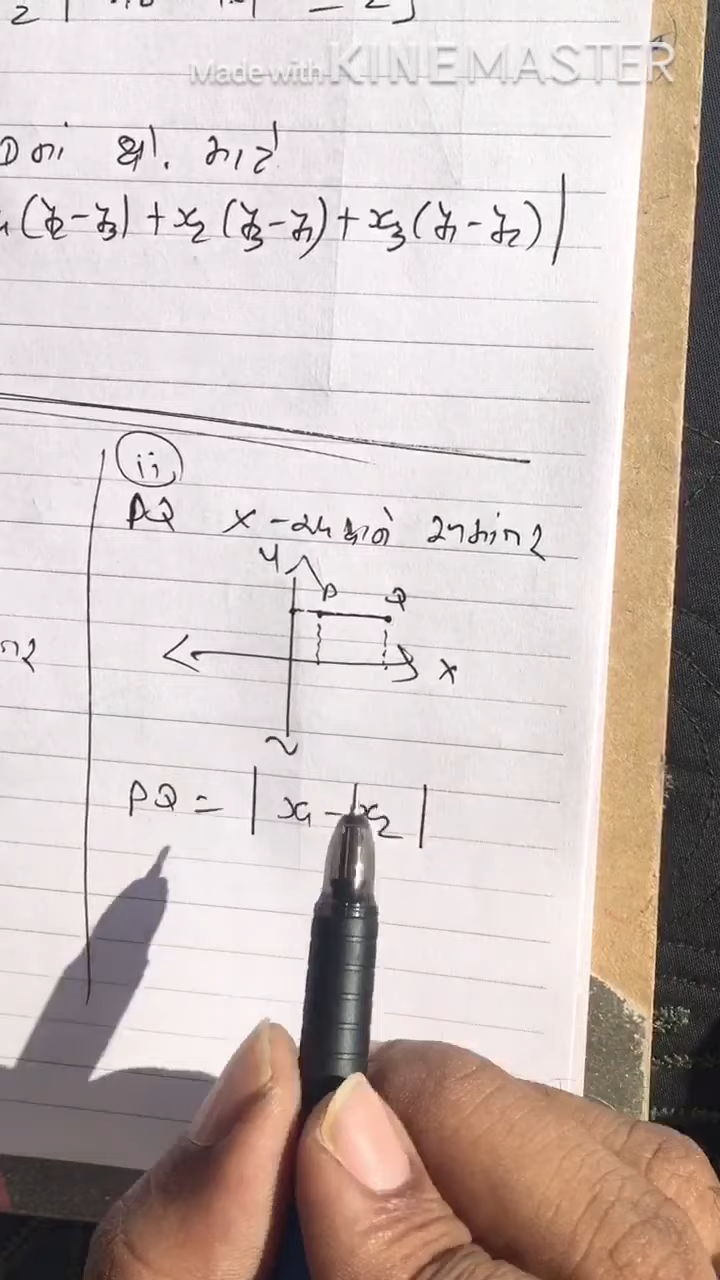 Made with KINEMASTER
D નાં ક્ષે. માટે
(y₂-y₃) + x₂ (y₃-y₁) + x₃ (y₁-y₂) |
ii
PQ X-અક્ષને સમાંતર
Y
P Q
X
PQ = | x₁ - x₂ |